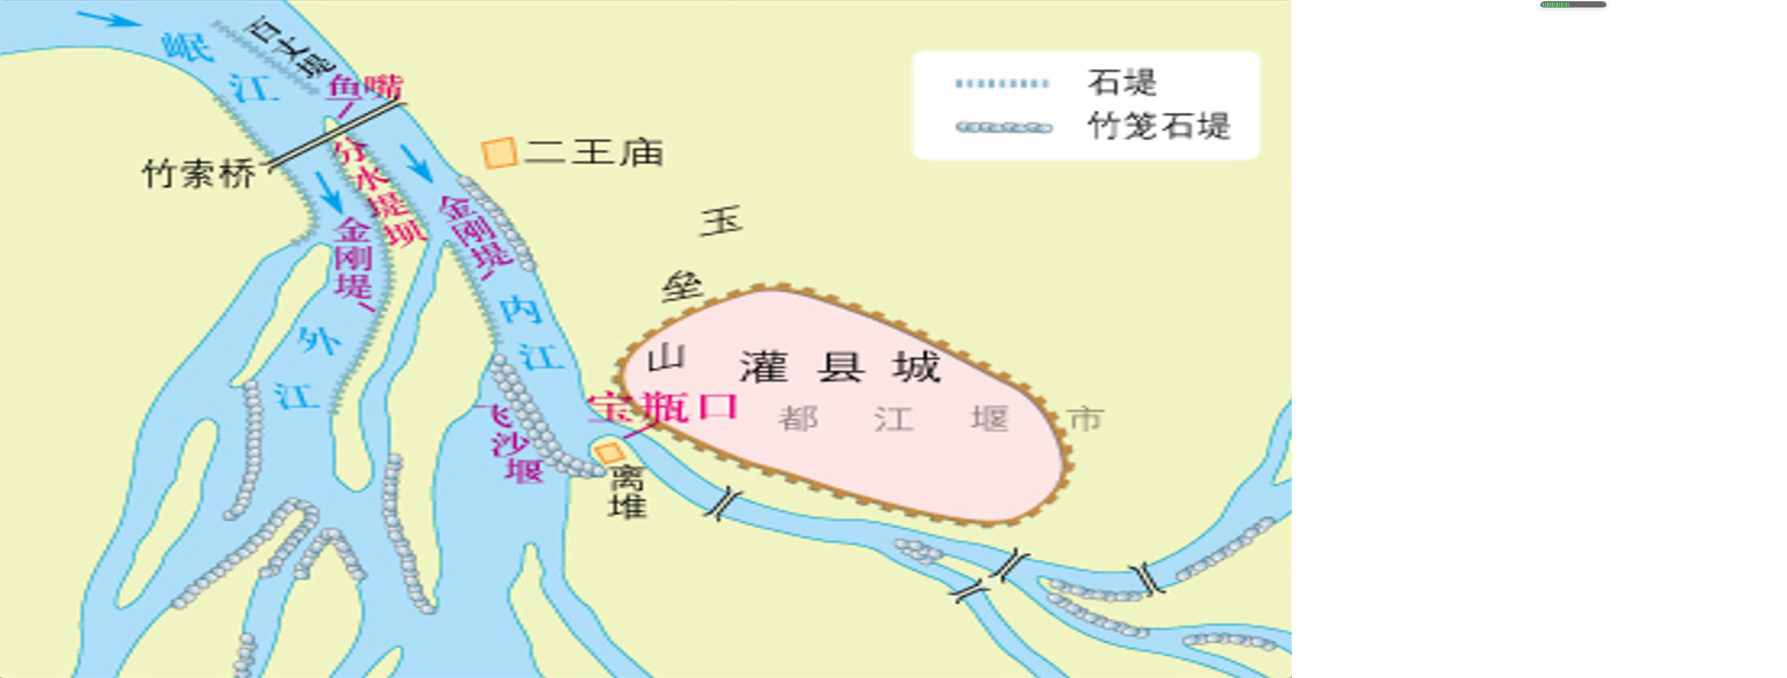 百丈堤
岷江
鱼嘴
石堤
竹笼石堤
二王庙
竹索桥
分水堤坝
金刚堤
金刚堤
玉垒山
内江
外江
灌县城
宝瓶口
都江堰市
飞沙堰
离堆